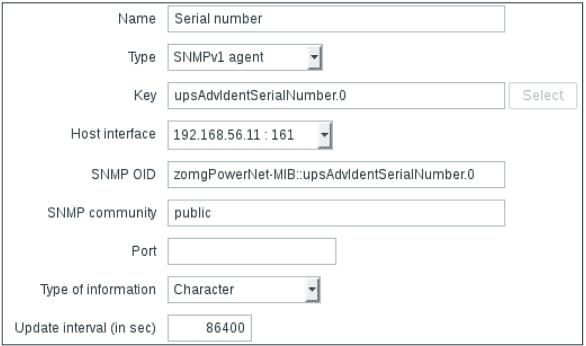 Name Serial number
Type SNMPv1 agent
Key upsAdvIdentSerialNumber.0 Select
Host interface 192.168.56.11 : 161
SNMP OID zomgPowerNet-MIB::upsAdvIdentSerialNumber.0
SNMP community public
Port
Type of information Character
Update interval (in sec) 86400